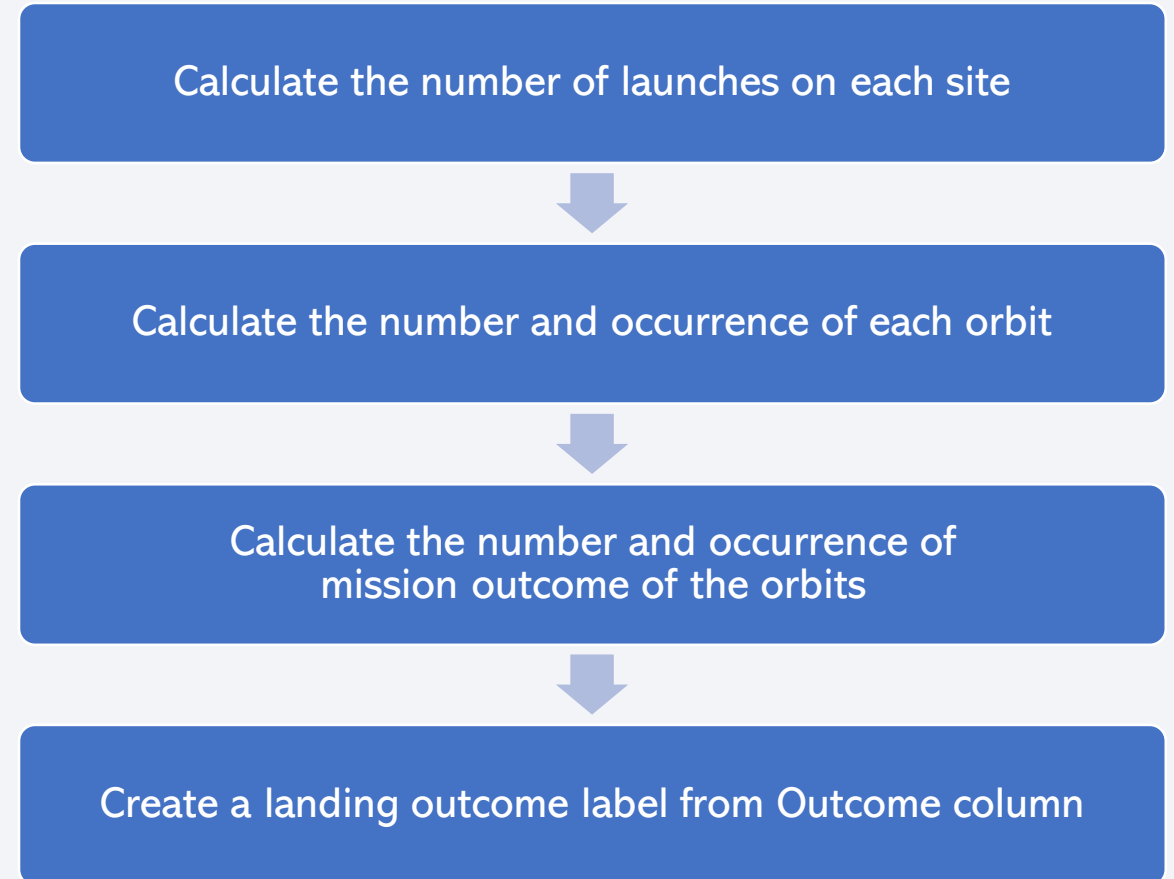 Calculate the number of launches on each site
Calculate the number and occurrence of each orbit
Calculate the number and occurrence of
mission outcome of the orbits
Create a landing outcome label from Outcome column